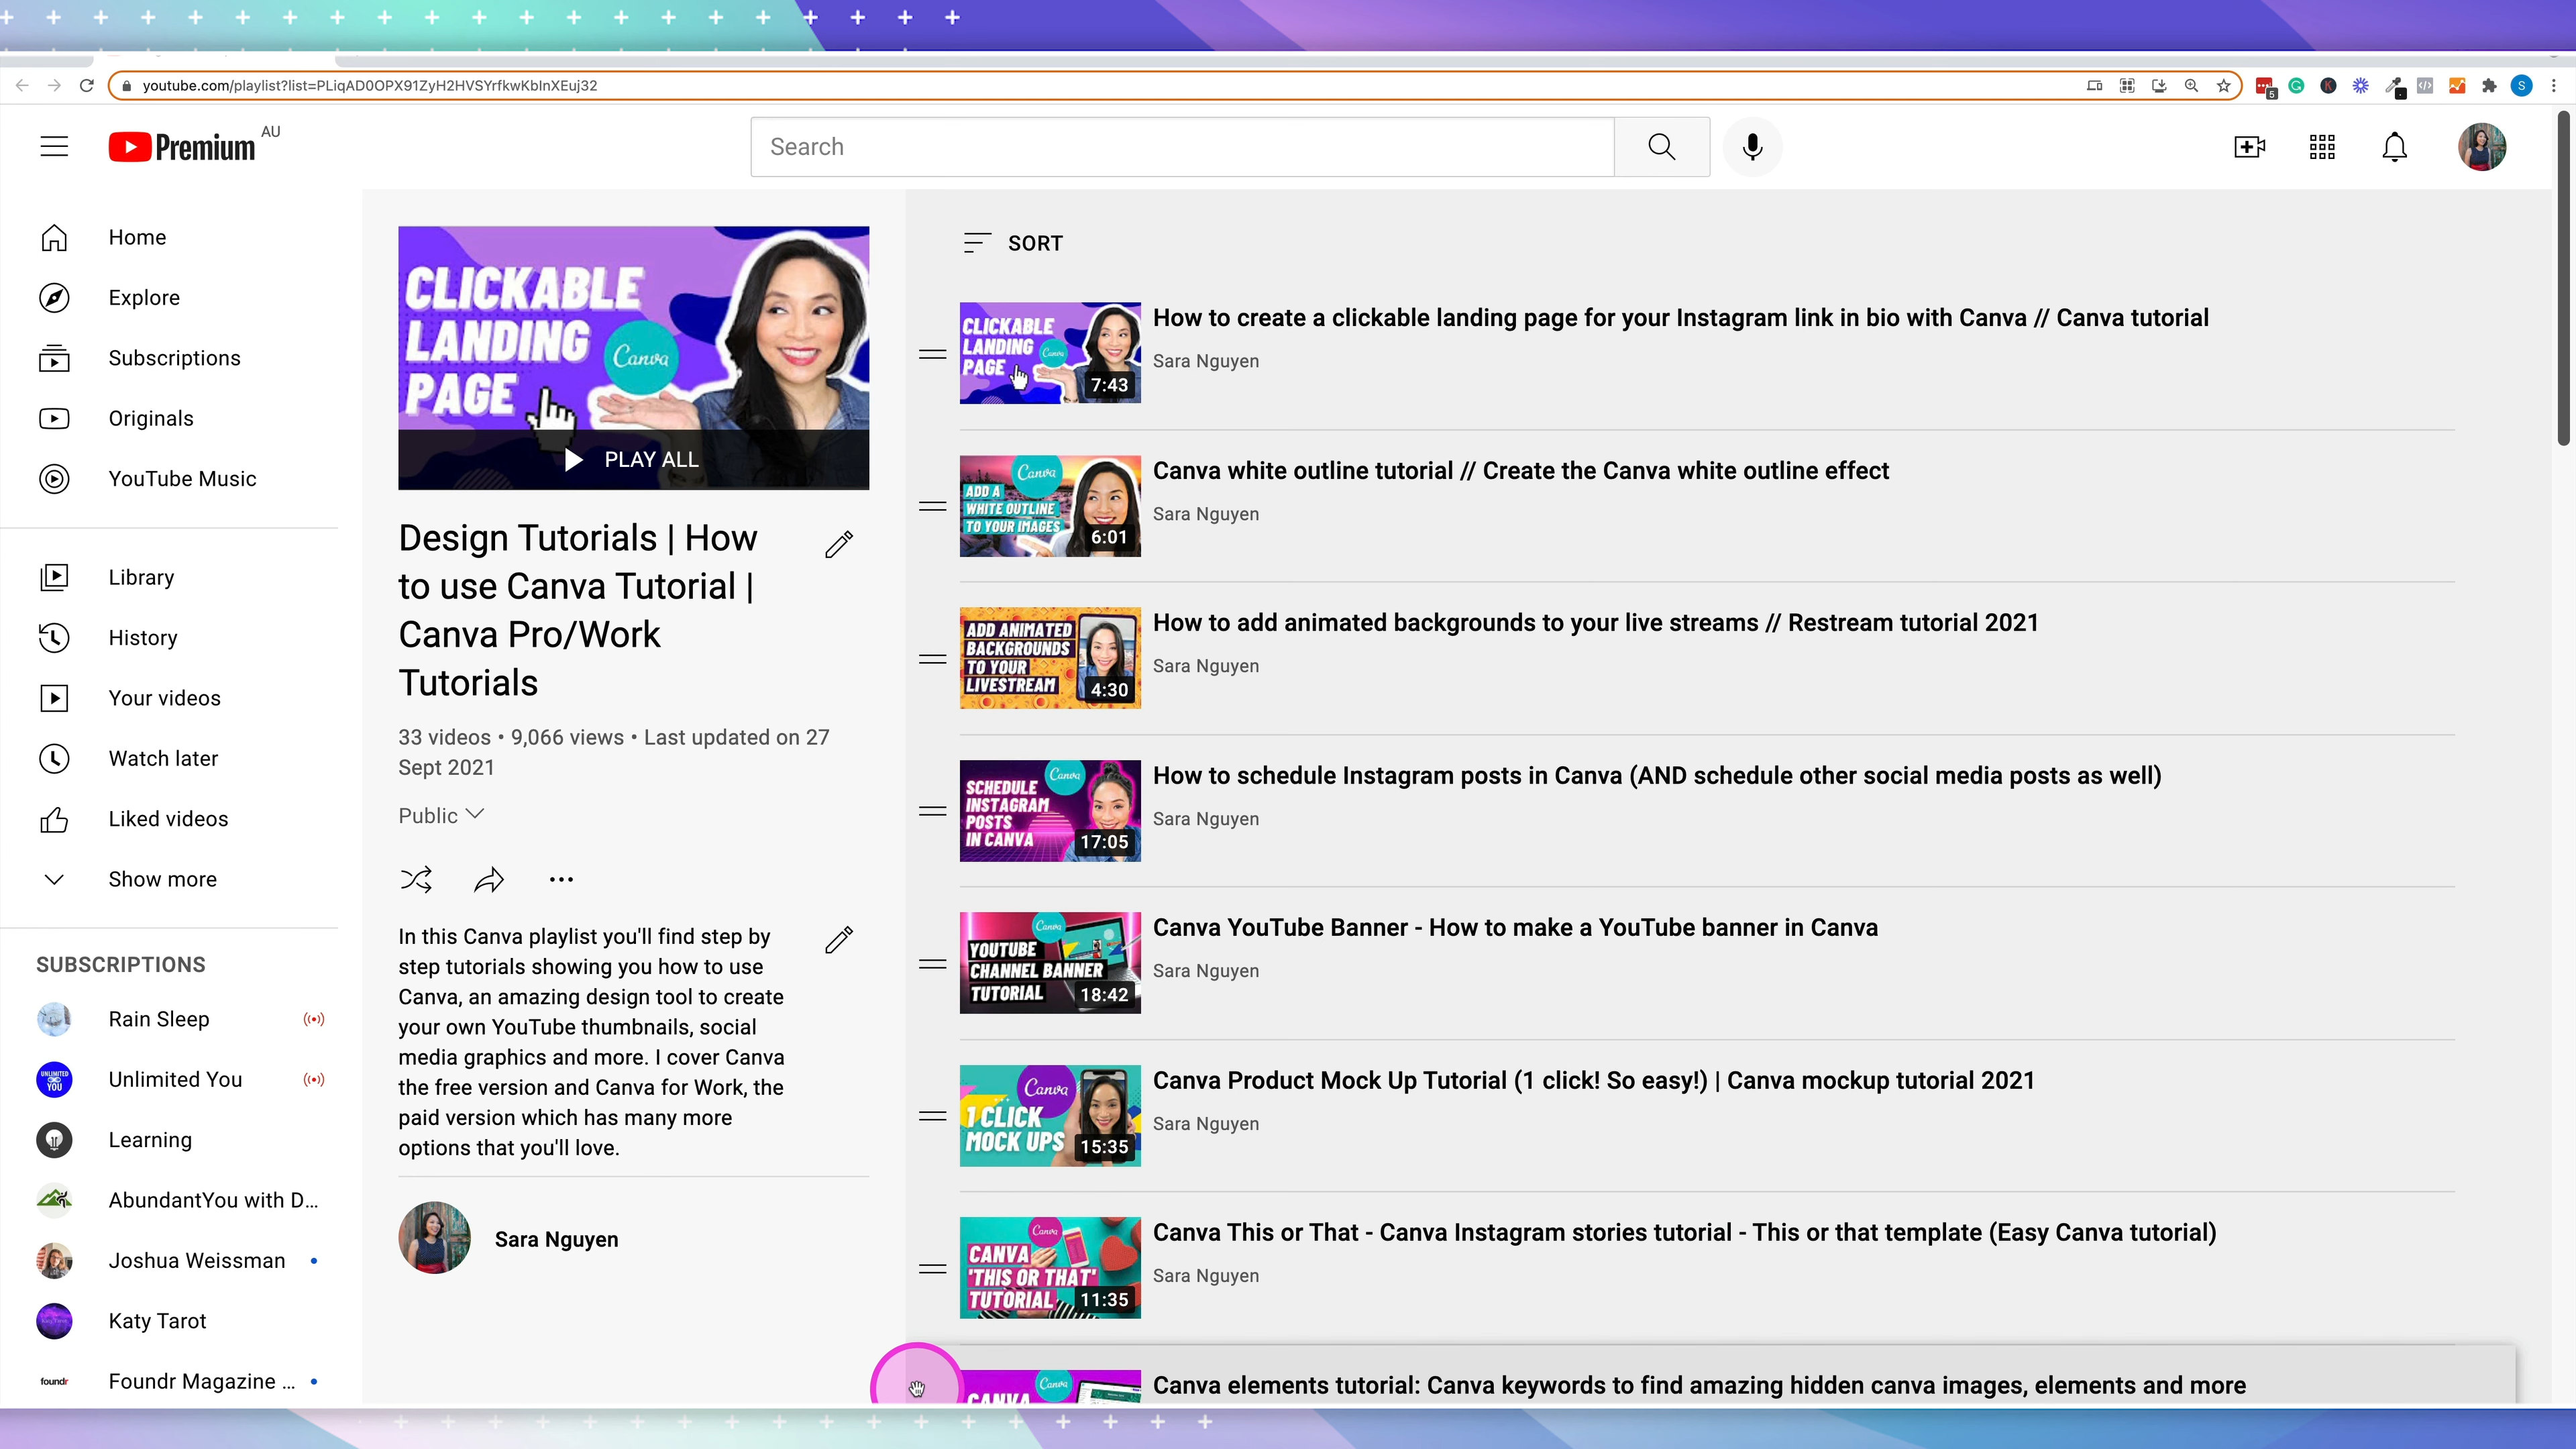 youtube.com/playlist?list=PLiqAD0OPX91ZyH2HVSYrfkwKbInXEuj32
5
S
Premium AU
Search
Home
Explore
Subscriptions
Originals
YouTube Music
Library
History
Your videos
Watch later
Liked videos
Show more
SUBSCRIPTIONS
Rain Sleep
UNLIMITED
YOU
Unlimited You
Learning
AbundantYou with D...
Joshua Weissman
Katy Tarot
foundr
Foundr Magazine ...
CLICKABLE
LANDING
PAGE
Canva
PLAY ALL
Design Tutorials | How
to use Canva Tutorial |
Canva Pro/Work
Tutorials
33 videos • 9,066 views • Last updated on 27
Sept 2021
Public
In this Canva playlist you'll find step by
step tutorials showing you how to use
Canva, an amazing design tool to create
your own YouTube thumbnails, social
media graphics and more. I cover Canva
the free version and Canva for Work, the
paid version which has many more
options that you'll love.
Sara Nguyen
SORT
CLICKABLE
LANDING
PAGE
Canva
7:43
How to create a clickable landing page for your Instagram link in bio with Canva // Canva tutorial
Sara Nguyen
Canva
ADD A
WHITE OUTLINE
TO YOUR IMAGES
6:01
Canva white outline tutorial // Create the Canva white outline effect
Sara Nguyen
ADD ANIMATED
BACKGROUNDS
TO YOUR
LIVESTREAM
4:30
How to add animated backgrounds to your live streams // Restream tutorial 2021
Sara Nguyen
Canva
SCHEDULE
INSTAGRAM
POSTS
IN CANVA
17:05
How to schedule Instagram posts in Canva (AND schedule other social media posts as well)
Sara Nguyen
Canva
YOUTUBE
CHANNEL BANNER
TUTORIAL
18:42
Canva YouTube Banner - How to make a YouTube banner in Canva
Sara Nguyen
Canva
1 CLICK
MOCK UPS
15:35
Canva Product Mock Up Tutorial (1 click! So easy!) | Canva mockup tutorial 2021
Sara Nguyen
Canva
CANVA
'THIS OR THAT'
TUTORIAL
11:35
Canva This or That - Canva Instagram stories tutorial - This or that template (Easy Canva tutorial)
Sara Nguyen
Canva
CANVA
Canva elements tutorial: Canva keywords to find amazing hidden canva images, elements and more